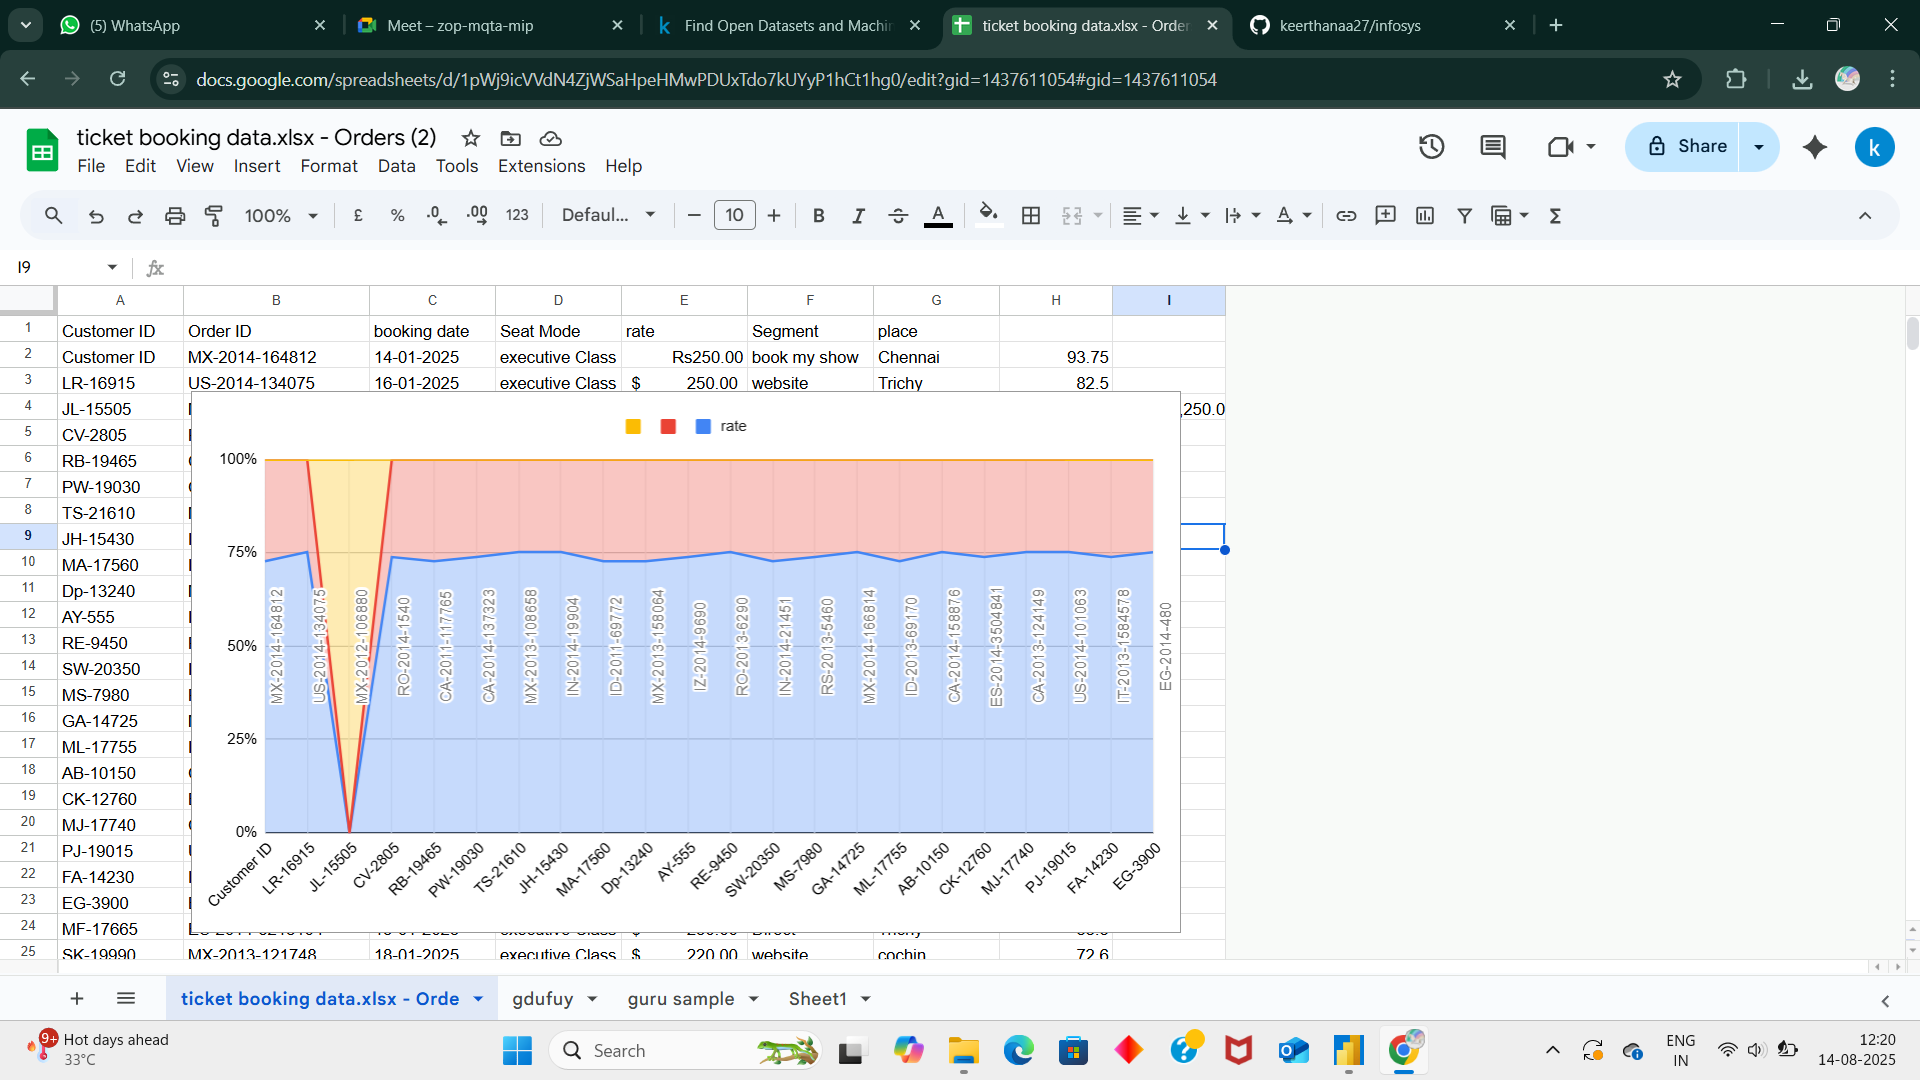 (5) WhatsApp
Meet – zop-mqta-mip
Find Open Datasets and Machin
ticket booking data.xlsx - Order
keerthanaa27/infosys
docs.google.com/spreadsheets/d/1pWj9icVVdN4ZjWSaHpeHMwPDUxTdo7kUYyP1hCt1hg0/edit?gid=1437611054#gid=1437611054
ticket booking data.xlsx - Orders (2)
File Edit View Insert Format Data Tools Extensions Help
Share
k
100% £ % .0 .00 123 Defaul... 10 B I A Σ
I9 fx
A B C D E F G H I
1 Customer ID Order ID booking date Seat Mode rate Segment place
2 Customer ID MX-2014-164812 14-01-2025 executive Class Rs250.00 book my show Chennai 93.75
3 LR-16915 US-2014-134075 16-01-2025 executive Class $ 250.00 website Trichy 82.5
4 JL-15505 ,250.0
5 CV-2805
6 RB-19465
7 PW-19030
8 TS-21610
9 JH-15430
10 MA-17560
11 Dp-13240
12 AY-555
13 RE-9450
14 SW-20350
15 MS-7980
16 GA-14725
17 ML-17755
18 AB-10150
19 CK-12760
20 MJ-17740
21 PJ-19015
22 FA-14230
23 EG-3900
24 MF-17665
25 SK-19990 MX-2013-121748 18-01-2025 executive Class $ 220.00 website cochin 72.6
rate
100%
75%
50%
25%
0%
MX-2014-164812
US-2014-134075
MX-2012-106880
RO-2014-1540
CA-2011-117765
CA-2014-137323
MX-2013-108658
IN-2014-19904
ID-2011-69772
MX-2013-158064
IZ-2014-9690
RO-2013-6290
IN-2014-21451
RS-2013-5460
MX-2014-166814
ID-2013-69170
CA-2014-158876
ES-2014-3504841
CA-2013-124149
US-2014-101063
IT-2013-1584578
EG-2014-480
Customer ID
LR-16915
JL-15505
CV-2805
RB-19465
PW-19030
TS-21610
JH-15430
MA-17560
Dp-13240
AY-555
RE-9450
SW-20350
MS-7980
GA-14725
ML-17755
AB-10150
CK-12760
MJ-17740
PJ-19015
FA-14230
EG-3900
ticket booking data.xlsx - Orde
gdufuy
guru sample
Sheet1
9+
Hot days ahead
33°C
Search
ENG
IN
12:20
14-08-2025